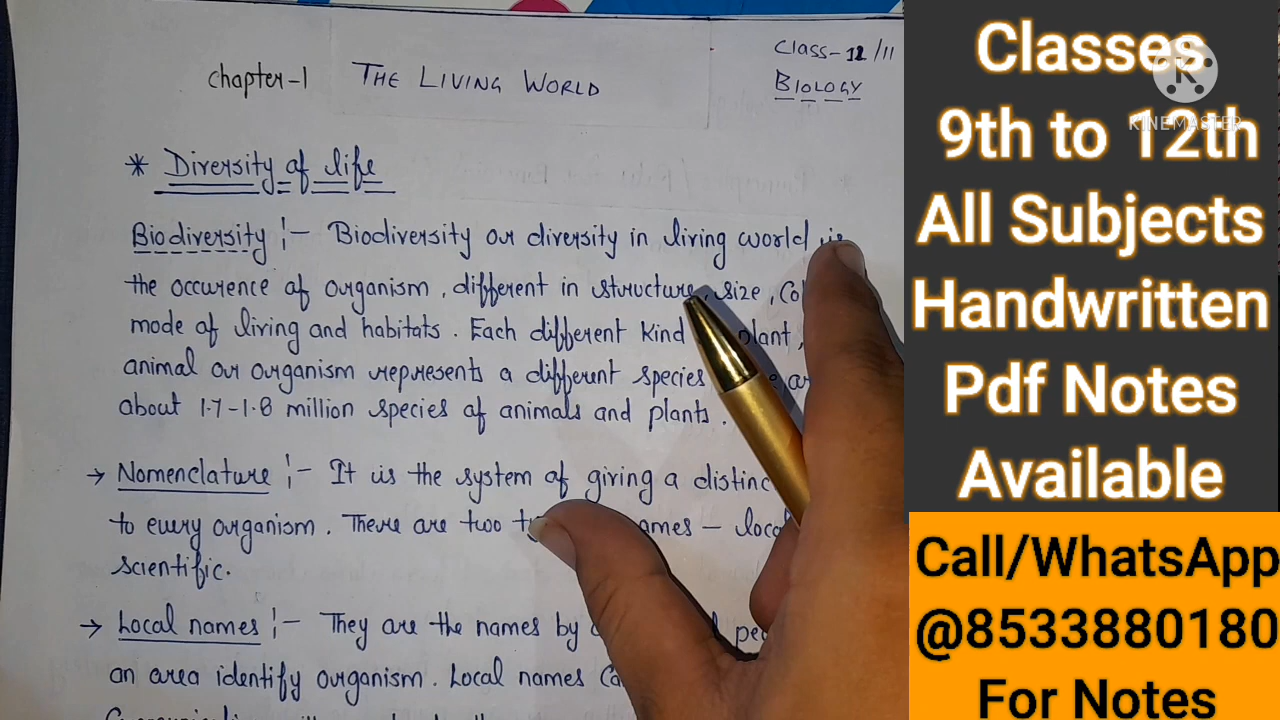 Class-11/11
Chapter-1 THE LIVING WORLD
BIOLOGY
* Diversity of life
Biodiversity :- Biodiversity or diversity in living world is
the occurence of organism, different in structure, size,
mode of living and habitats. Each different kind plant,
animal or organism represents a different species
about 1.7-1.8 million species of animals and plants.
→ Nomenclature :- It is the system of giving a
to every organism. There are two names -
scientific.
→ Local names :- They are the names by
an area identify organism. Local names
Classes
9th to 12th
All Subjects
Handwritten
Pdf Notes
Available
Call/WhatsApp
@8533880180
For Notes
KINEMASTER